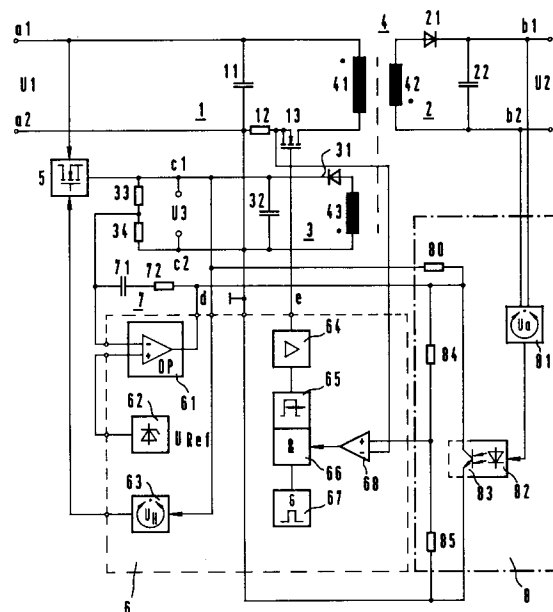 a1 4 21 b1
U1 11 41 42 22 U2
a2 1 12 13 2 b2
5 c1 31
33 U3 32 43
34 c2 3 80
71 72 7 d e
64 84 Ua 81
OP 61 65
62 URef 66 & 68
63 UH 67 G 83 82
85
6 8